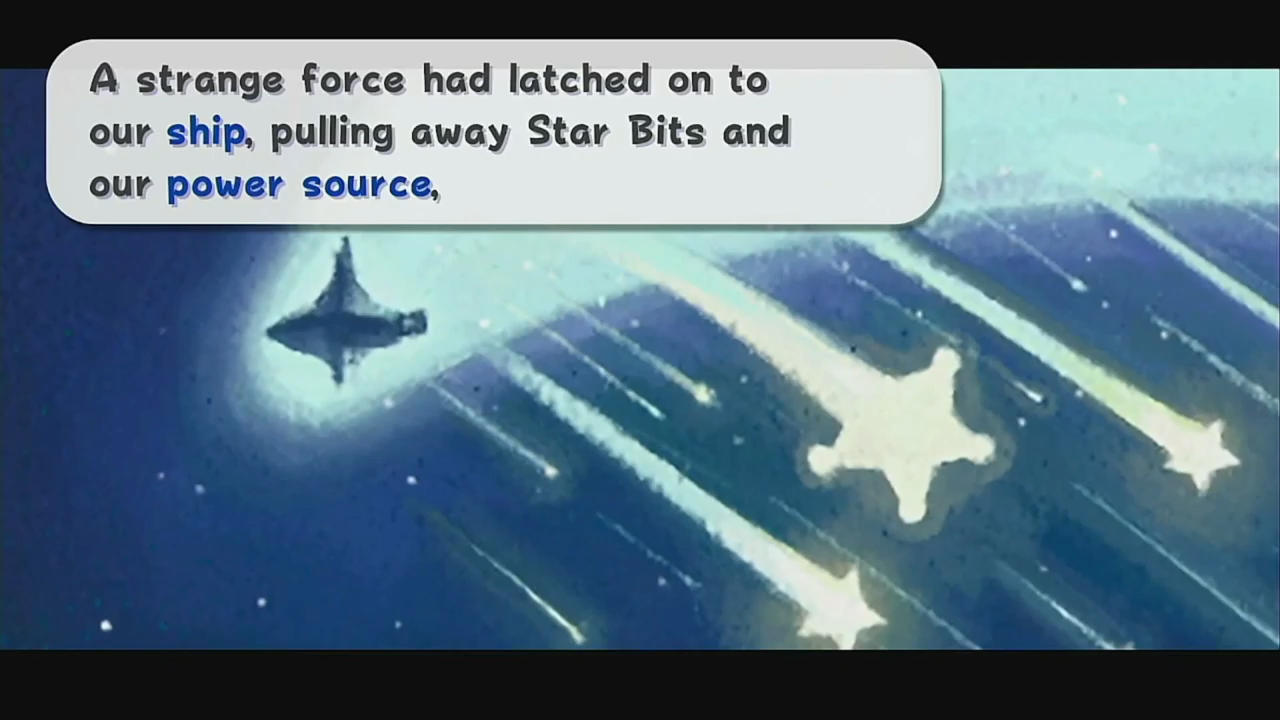 A strange force had latched on to
our ship, pulling away Star Bits and
our power source,